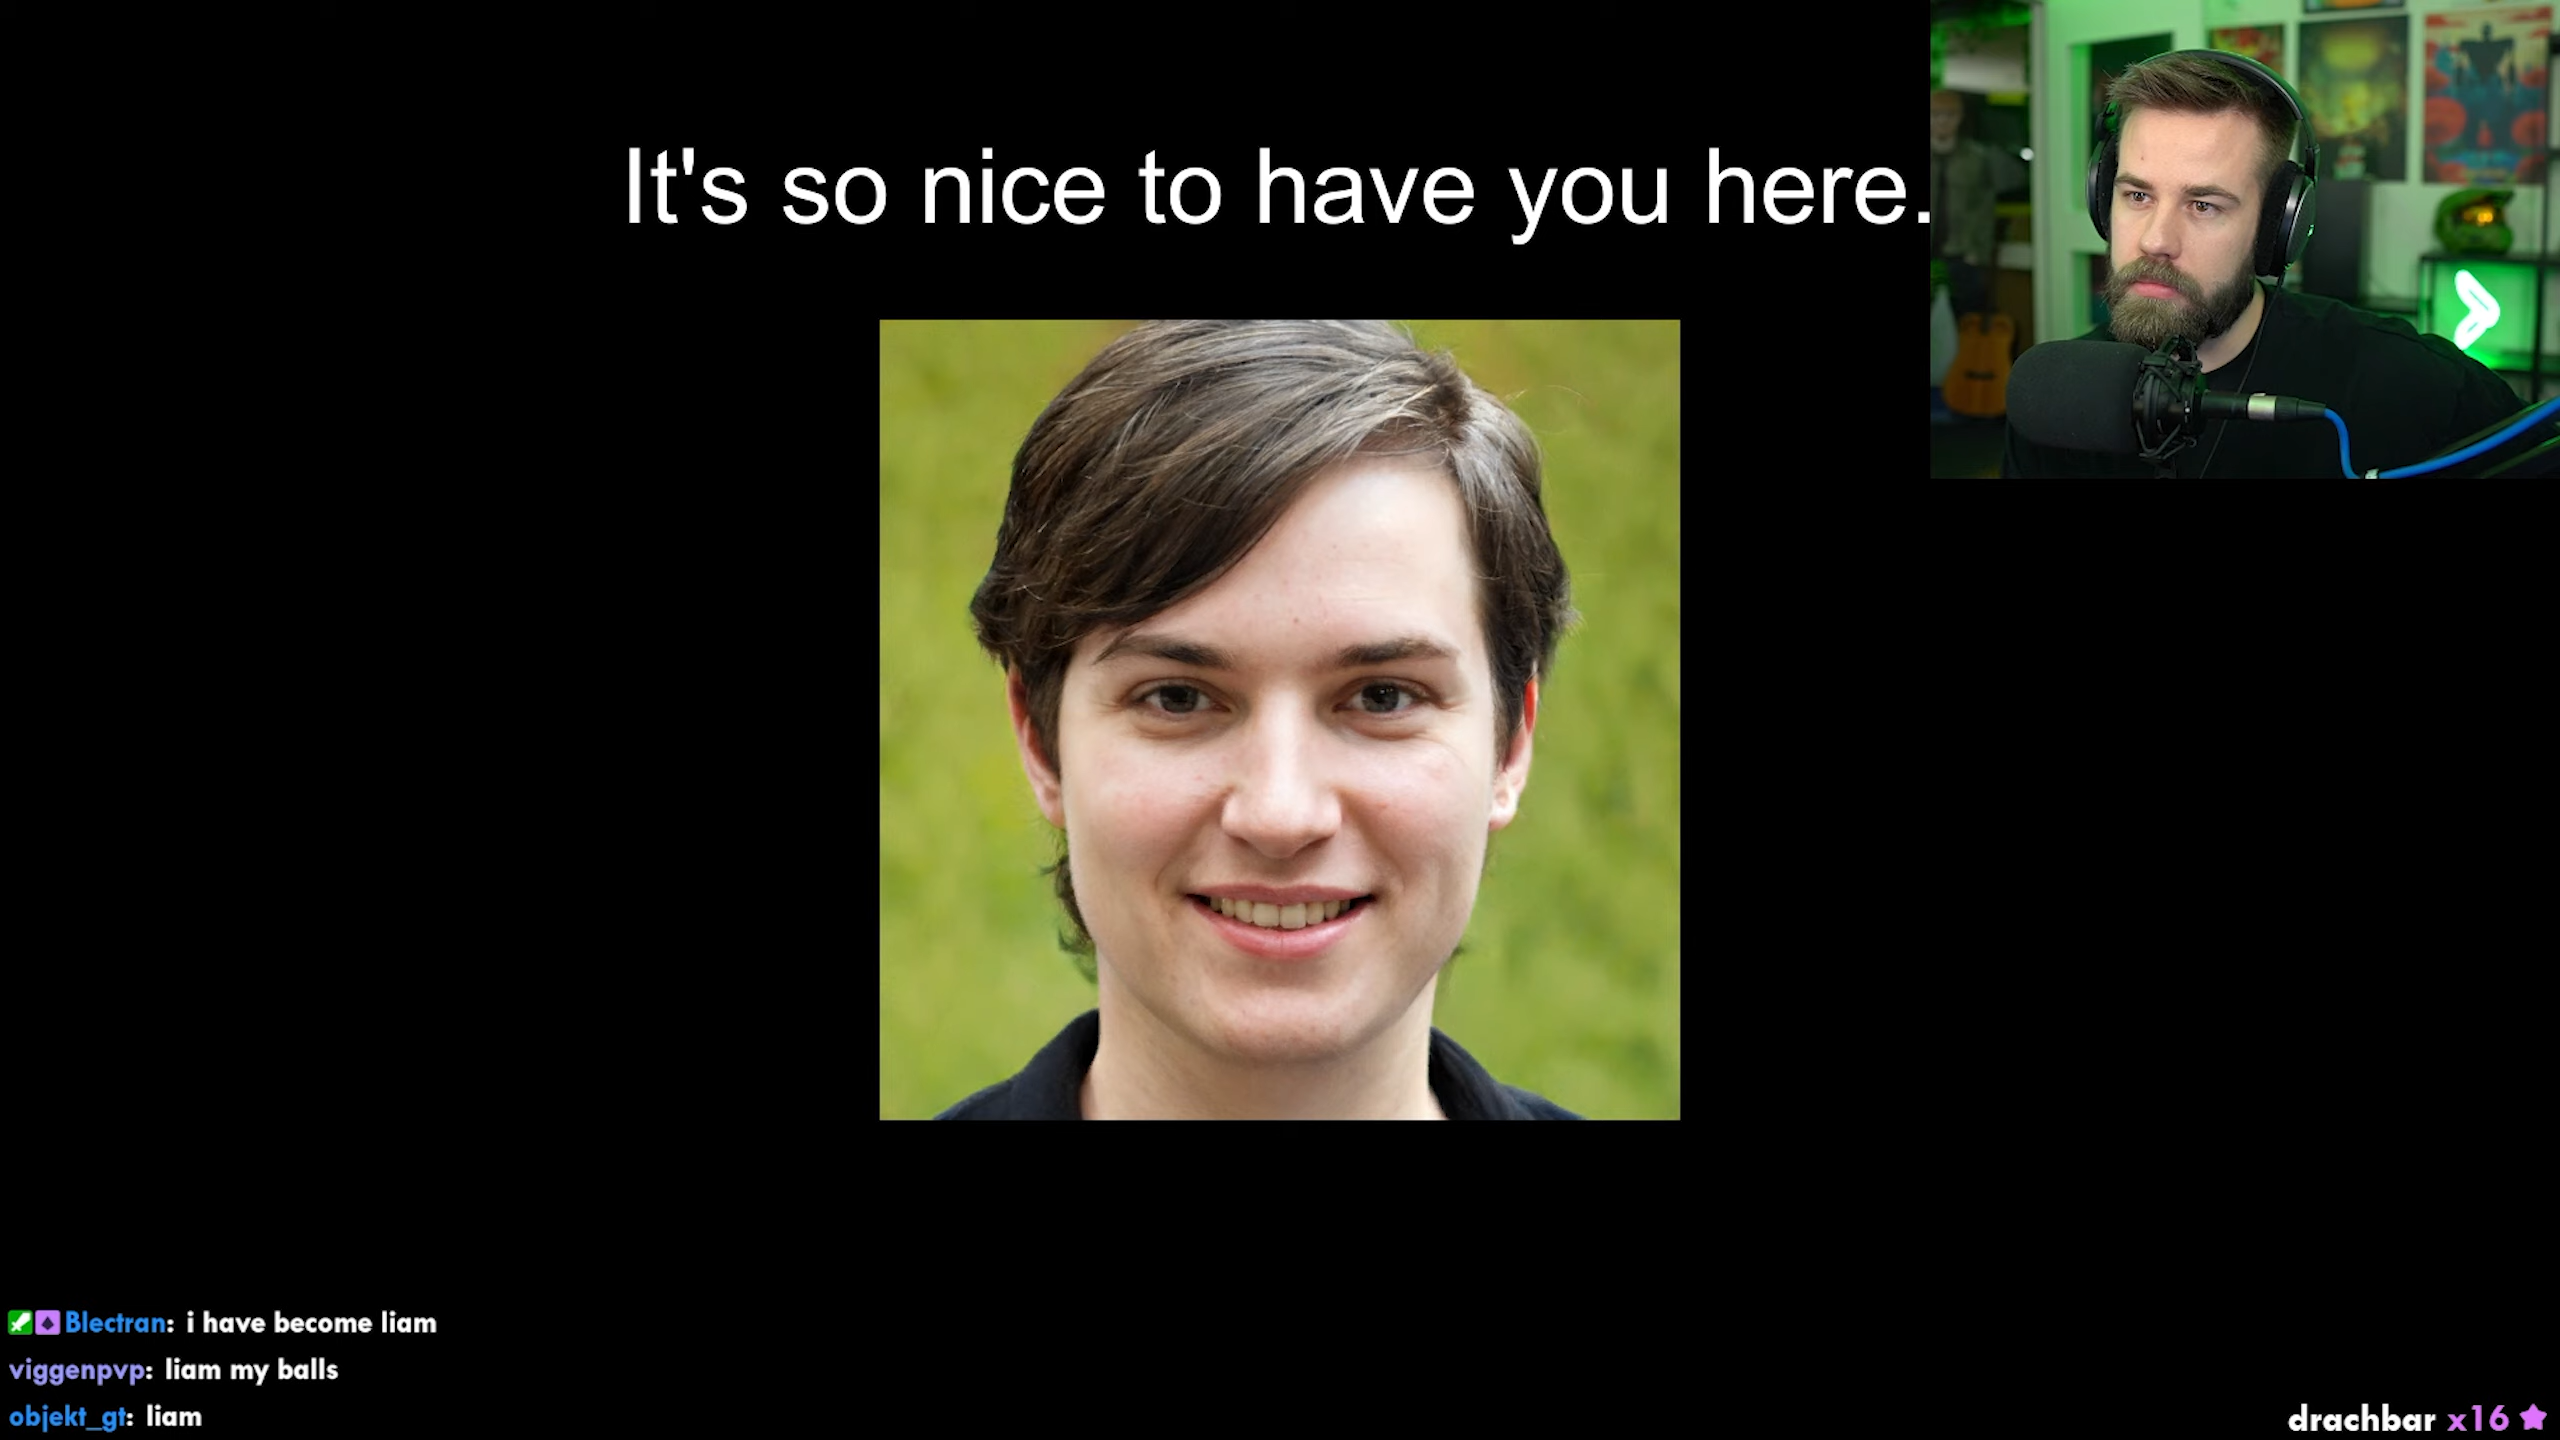 It's so nice to have you here.
Blectran: i have become liam
viggenpvp: liam my balls
objekt_gt: liam
drachbar x16